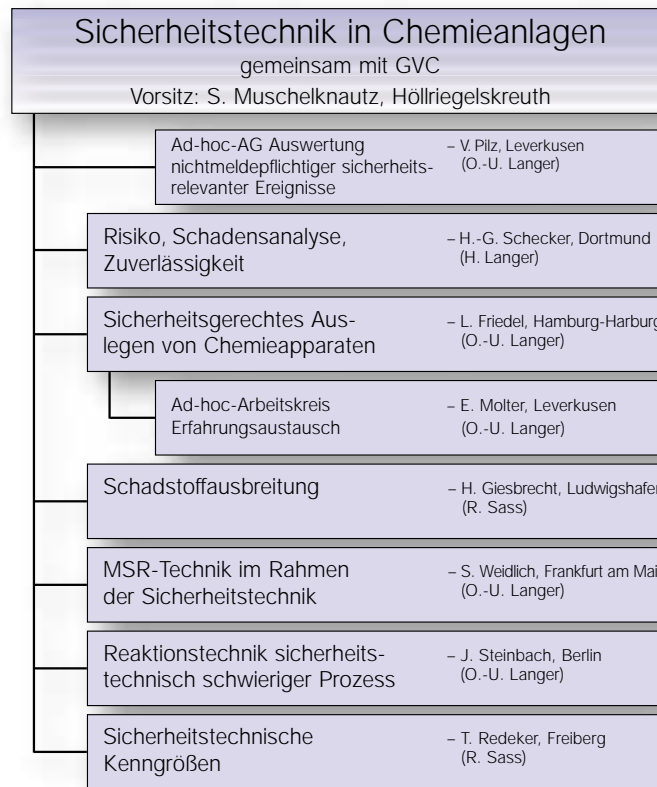 Sicherheitstechnik in Chemieanlagen
gemeinsam mit GVC
Vorsitz: S. Muschelknautz, Höllriegelskreuth
Ad-hoc-AG Auswertung
nichtmeldepflichtiger sicherheits-
relevanter Ereignisse
– V. Pilz, Leverkusen
(O.-U. Langer)
Risiko, Schadensanalyse,
Zuverlässigkeit
– H.-G. Schecker, Dortmund
(H. Langer)
Sicherheitsgerechtes Aus-
legen von Chemieapparaten
– L. Friedel, Hamburg-Harburg
(O.-U. Langer)
Ad-hoc-Arbeitskreis
Erfahrungsaustausch
– E. Molter, Leverkusen
(O.-U. Langer)
Schadstoffausbreitung
– H. Giesbrecht, Ludwigshafen
(R. Sass)
MSR-Technik im Rahmen
der Sicherheitstechnik
– S. Weidlich, Frankfurt am Mai
(O.-U. Langer)
Reaktionstechnik sicherheits-
technisch schwieriger Prozess
– J. Steinbach, Berlin
(O.-U. Langer)
Sicherheitstechnische
Kenngrößen
– T. Redeker, Freiberg
(R. Sass)